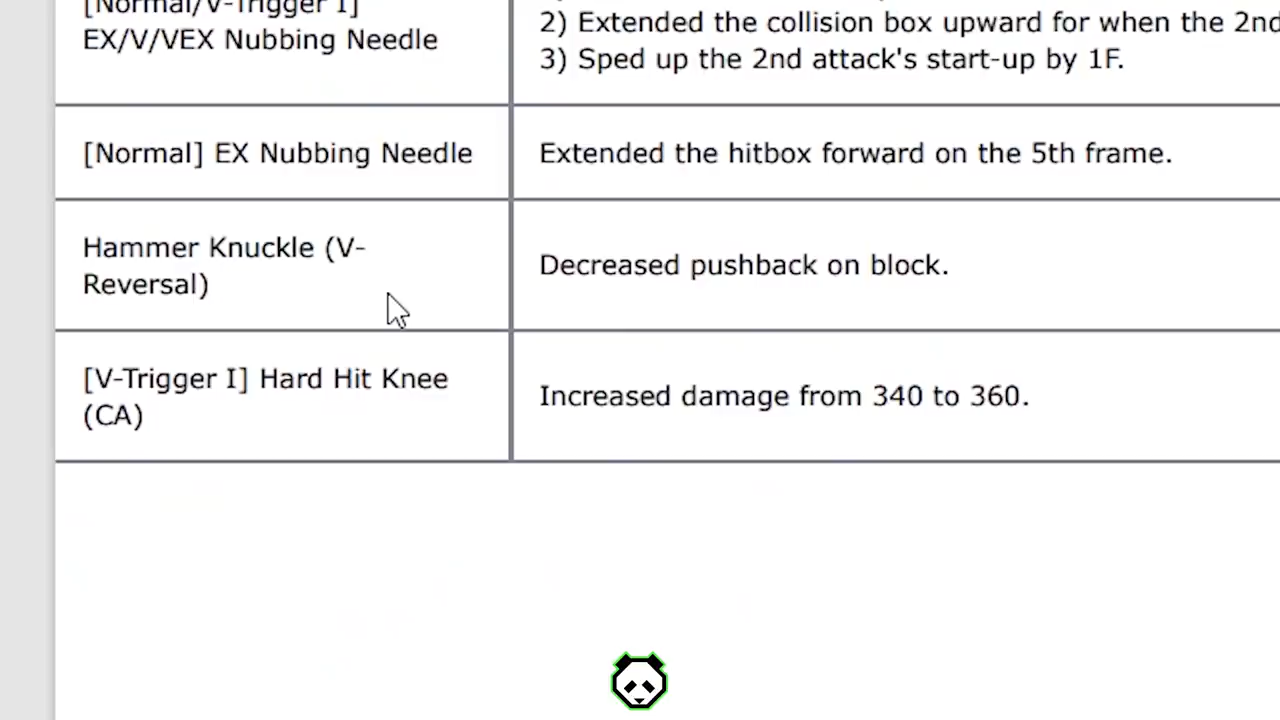 [Normal/V-Trigger I]
EX/V/VEX Nubbing Needle
2) Extended the collision box upward for when the 2nd
3) Sped up the 2nd attack's start-up by 1F.
[Normal] EX Nubbing Needle
Extended the hitbox forward on the 5th frame.
Hammer Knuckle (V-
Reversal)
Decreased pushback on block.
[V-Trigger I] Hard Hit Knee
(CA)
Increased damage from 340 to 360.